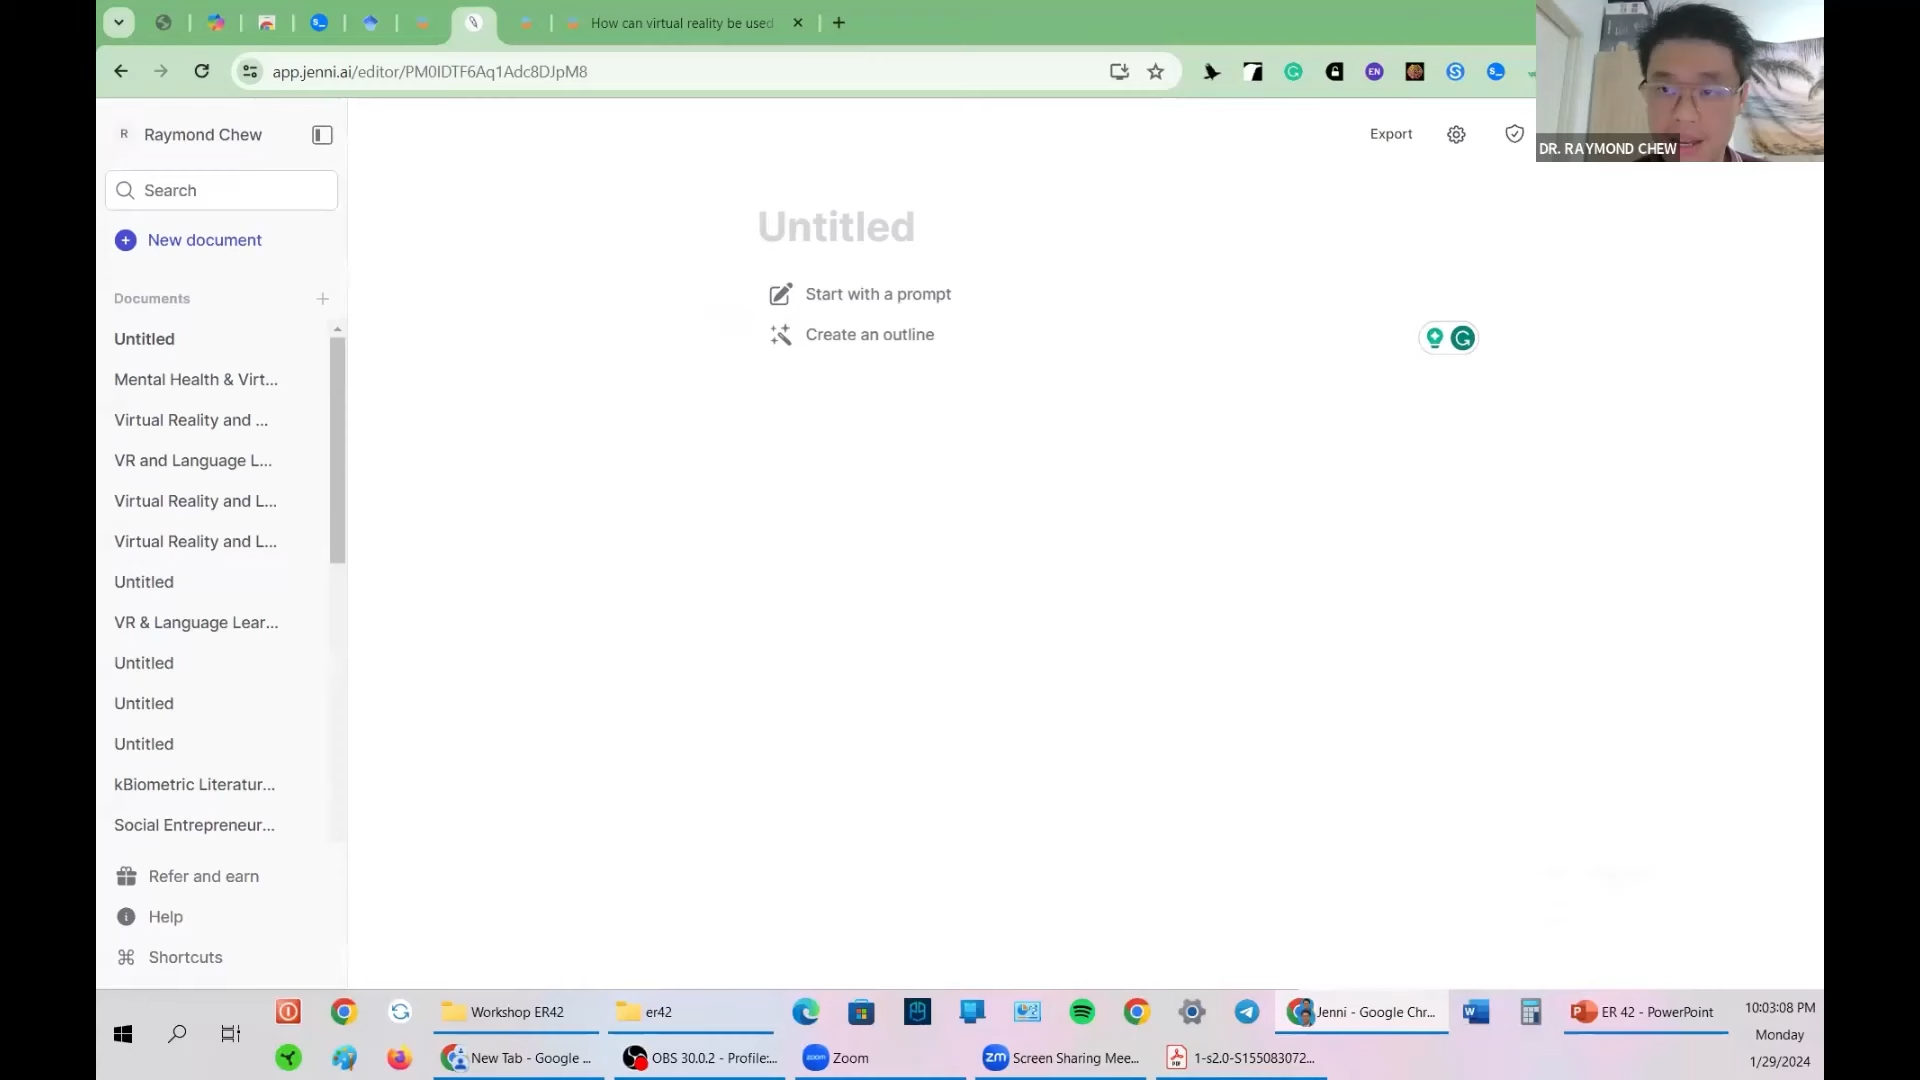 How can virtual reality be used
app.jenni.ai/editor/PM0IDTF6Aq1Adc8DJpM8
EN
R
Raymond Chew
Export
DR. RAYMOND CHEW
Search
New document
Untitled
Start with a prompt
Create an outline
Documents
Untitled
Mental Health & Virt...
Virtual Reality and ...
VR and Language L...
Virtual Reality and L...
Virtual Reality and L...
Untitled
VR & Language Lear...
Untitled
Untitled
Untitled
kBiometric Literatur...
Social Entrepreneur...
Refer and earn
Help
Shortcuts
Workshop ER42
er42
Jenni - Google Chr...
ER 42 - PowerPoint
10:03:08 PM
Monday
1/29/2024
New Tab - Google ...
OBS 30.0.2 - Profile:...
zoom
Zoom
zm
Screen Sharing Mee...
1-s2.0-S155083072...